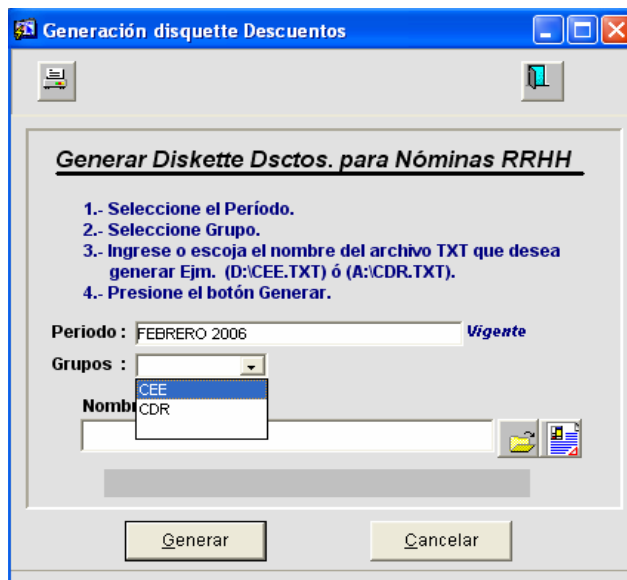 Generación disquette Descuentos
Generar Diskette Dsctos. para Nóminas RRHH
1.- Seleccione el Período.
2.- Seleccione Grupo.
3.- Ingrese o escoja el nombre del archivo TXT que desea
generar Ejm. (D:\CEE.TXT) ó (A:\CDR.TXT).
4.- Presione el botón Generar.
Periodo : FEBRERO 2006 Vigente
Grupos :
CEE
CDR
Generar Cancelar